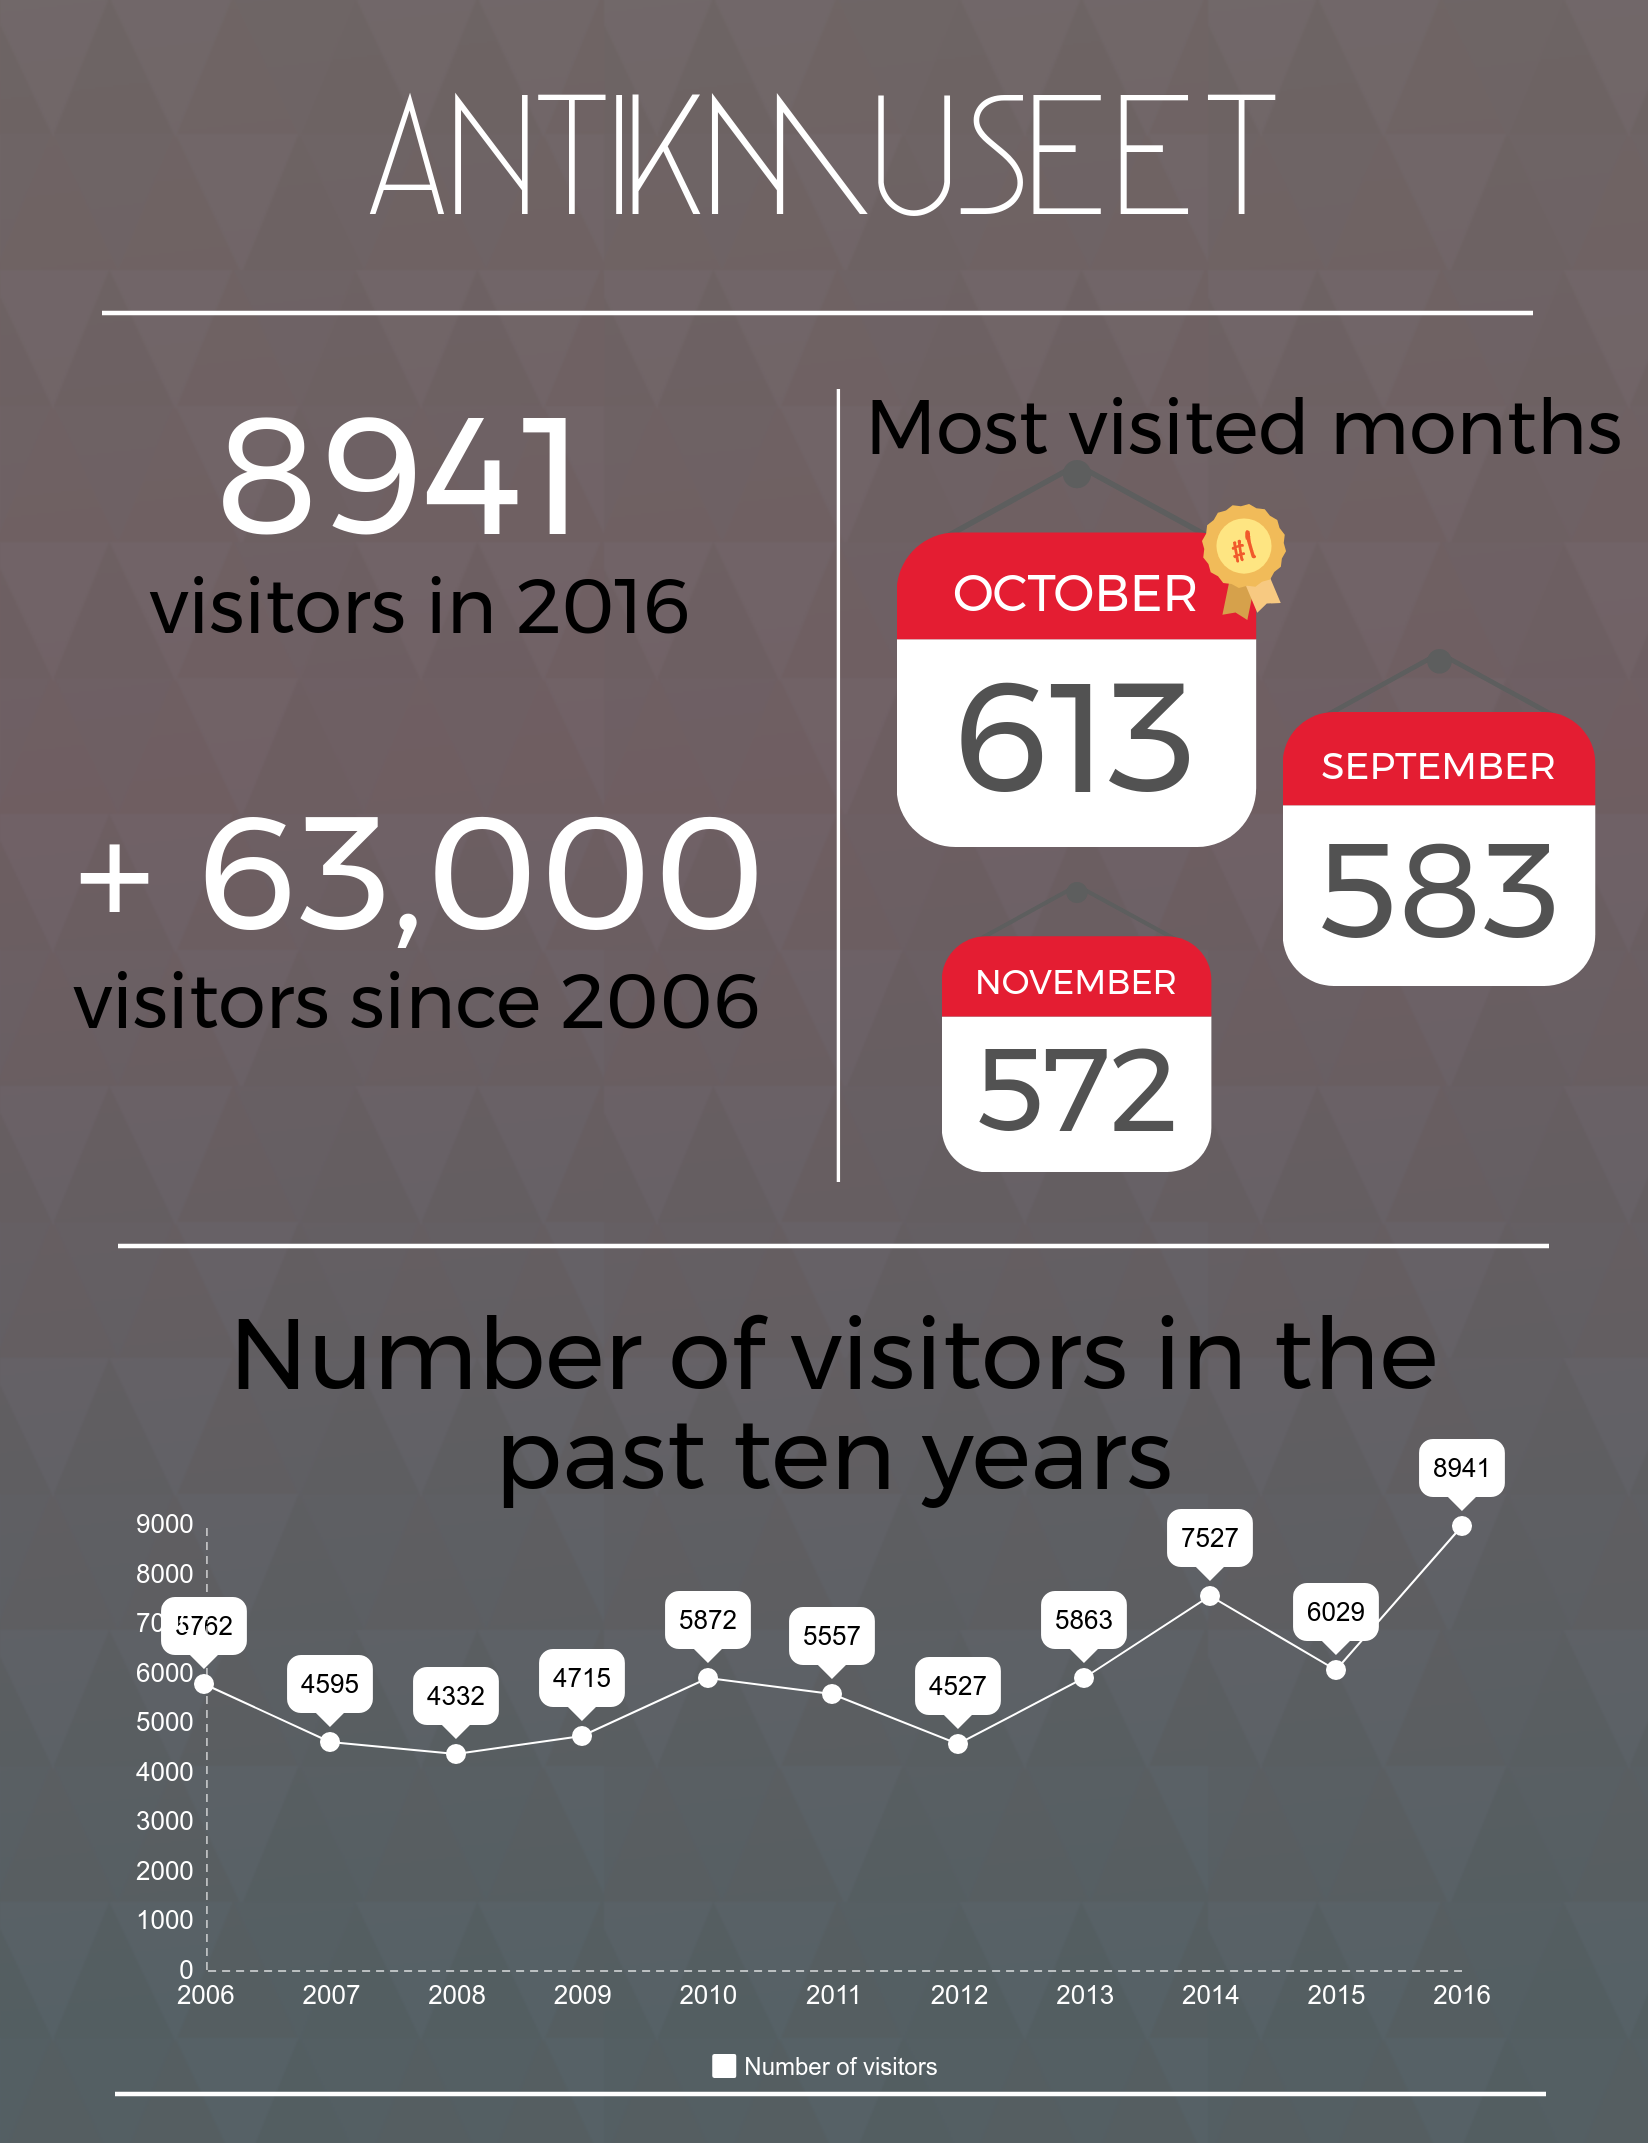 ANTIKMUSEET
8941
visitors in 2016
+ 63,000
visitors since 2006
Most visited months
#1
OCTOBER
613
SEPTEMBER
583
NOVEMBER
572
Number of visitors in the
past ten years
9000
8000
6000
5000
4000
3000
2000
1000
0
5762
4595
4332
4715
5872
5557
4527
5863
7527
6029
8941
2006 2007 2008 2009 2010 2011 2012 2013 2014 2015 2016
Number of visitors